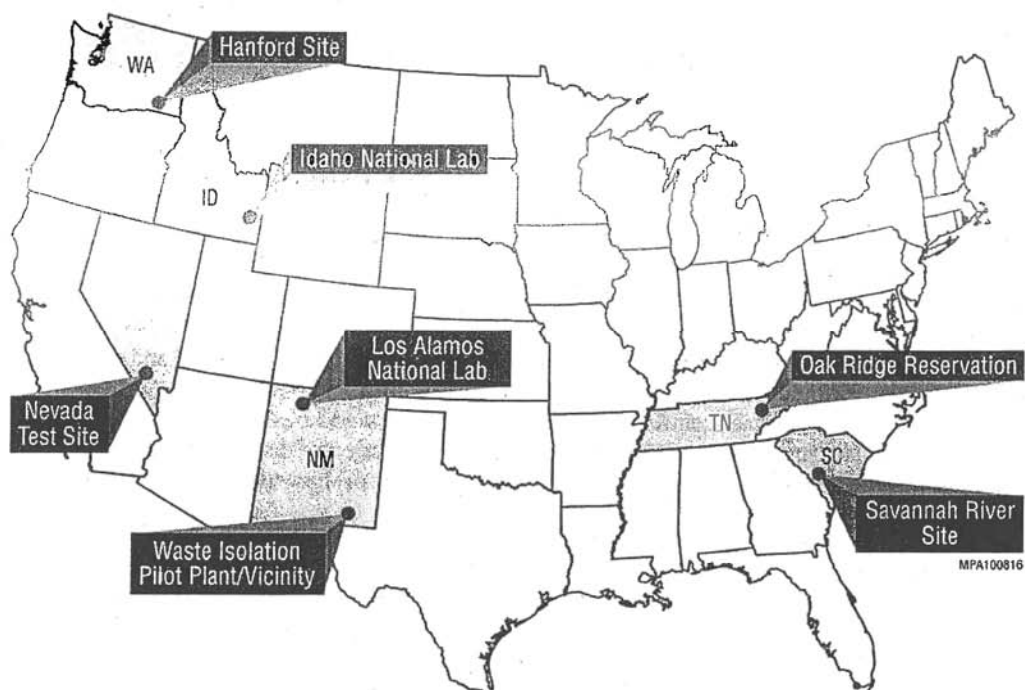 Hanford Site
WA
Idaho National Lab
ID
Los Alamos
National Lab
Oak Ridge Reservation
Nevada
Test Site
TN
NM
SC
Savannah River
Site
Waste Isolation
Pilot Plant/Vicinity
MPA100816